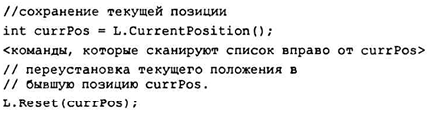 //сохранение текущей позиции
int currPos = L.CurrentPosition();
<команды, которые сканируют список вправо от currPos>
// переустановка текущего положения в
// бывшую позицию currPos.
L.Reset(currPos);